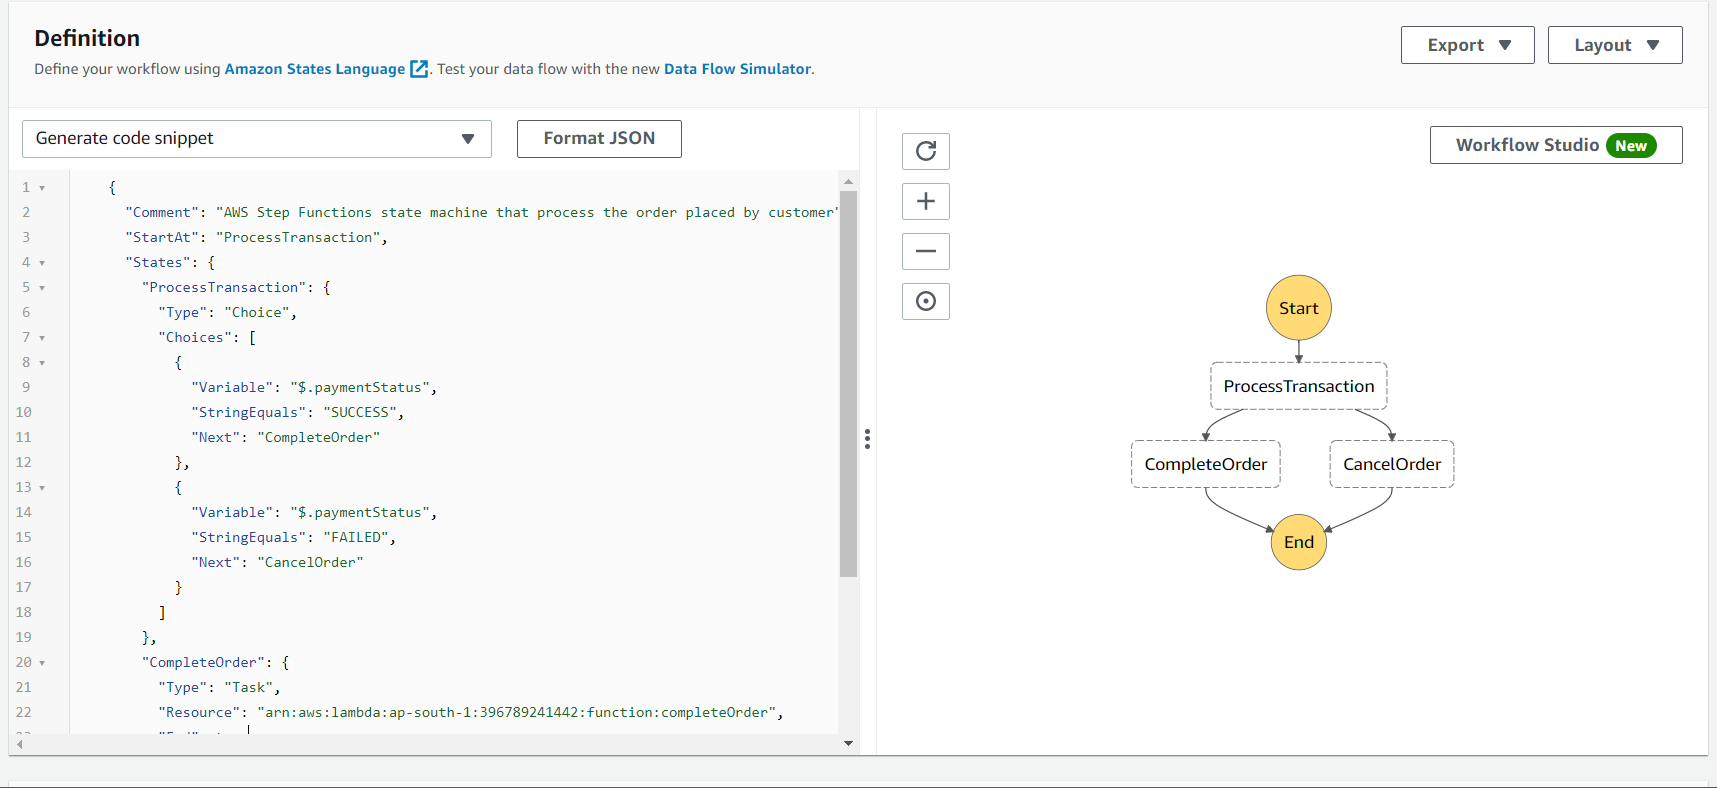 Definition
Define your workflow using Amazon States Language . Test your data flow with the new Data Flow Simulator.
Export
Layout
Generate code snippet
Format JSON
1 {
2 "Comment": "AWS Step Functions state machine that process the order placed by customer"
3 "StartAt": "ProcessTransaction",
4 "States": {
5 "ProcessTransaction": {
6 "Type": "Choice",
7 "Choices": [
8 {
9 "Variable": "$.paymentStatus",
10 "StringEquals": "SUCCESS",
11 "Next": "CompleteOrder"
12 },
13 {
14 "Variable": "$.paymentStatus",
15 "StringEquals": "FAILED",
16 "Next": "CancelOrder"
17 }
18 ]
19 },
20 "CompleteOrder": {
21 "Type": "Task",
22 "Resource": "arn:aws:lambda:ap-south-1:396789241442:function:completeOrder",
Workflow Studio New
Start
ProcessTransaction
CompleteOrder
CancelOrder
End